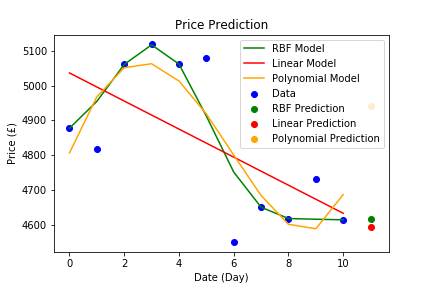 Price Prediction
Price (£)
5100
5000
4900
4800
4700
4600
RBF Model
Linear Model
Polynomial Model
Data
RBF Prediction
Linear Prediction
Polynomial Prediction
0
2
4
6
8
10
Date (Day)